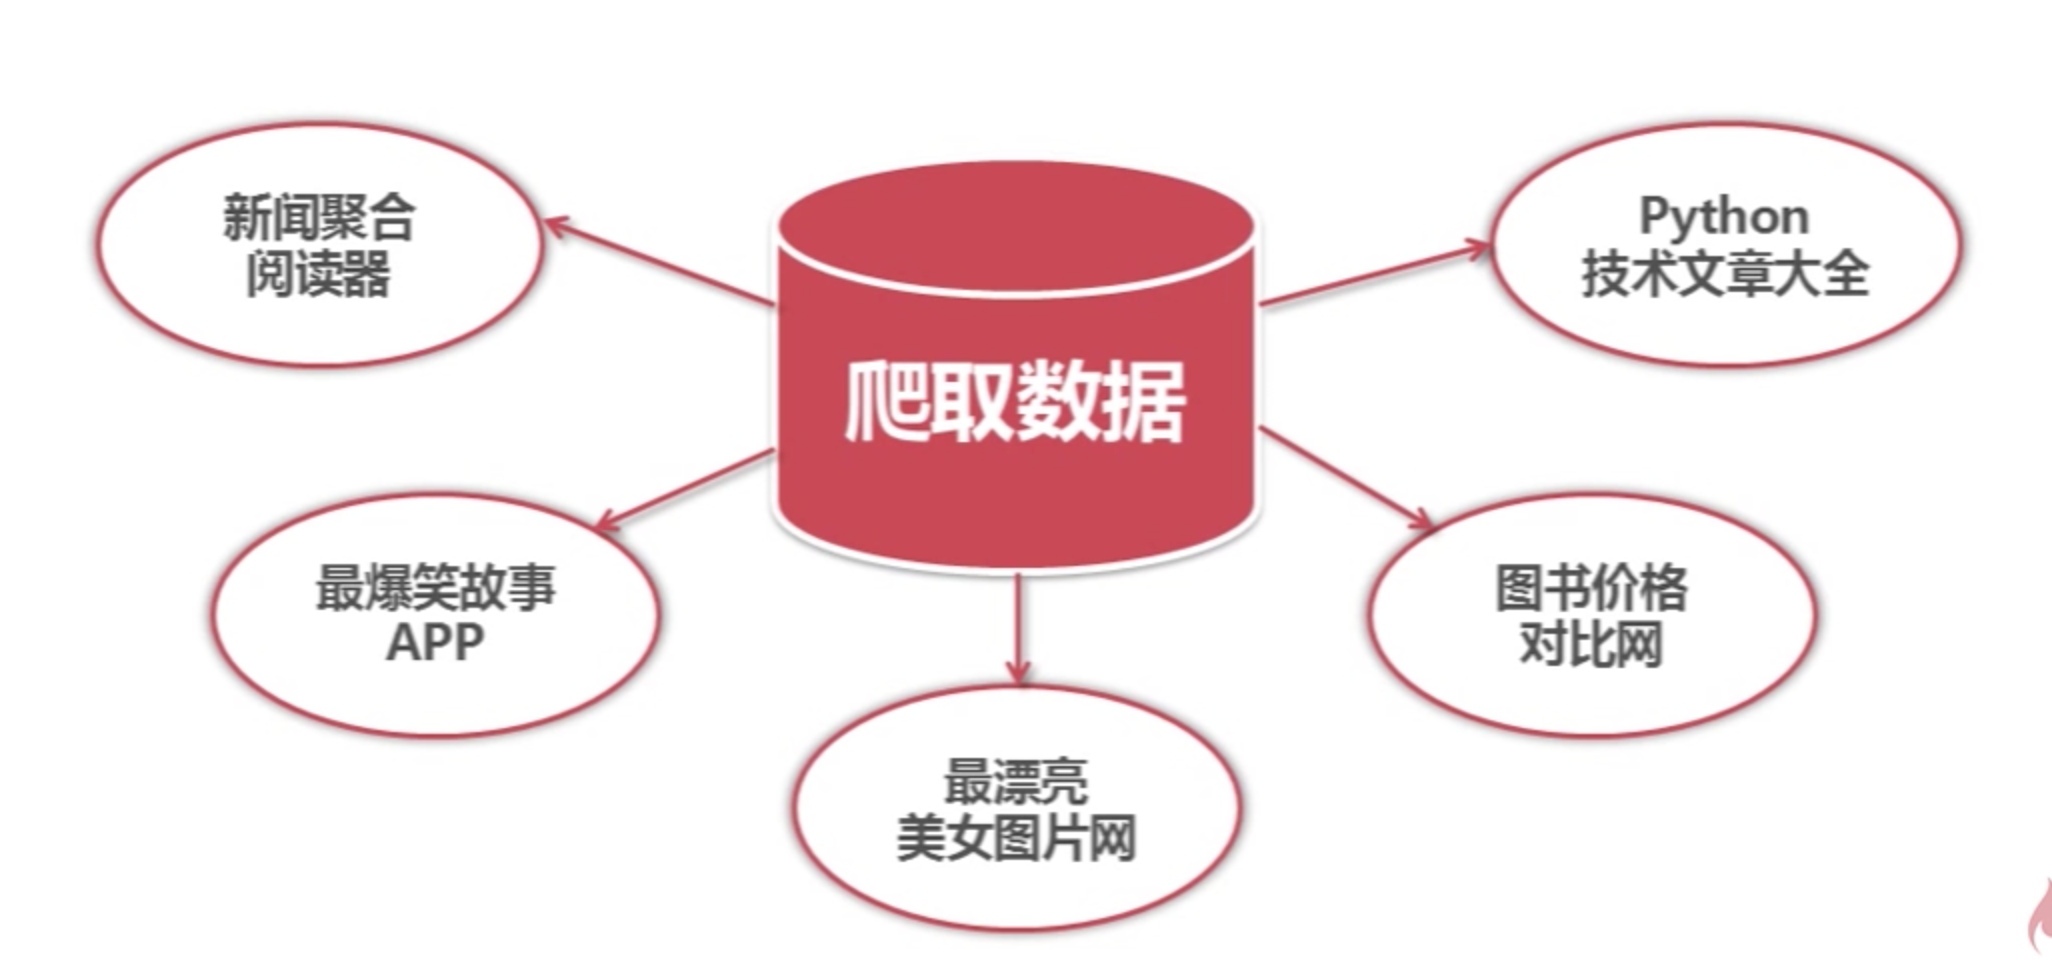 新闻聚合
阅读器
Python
技术文章大全
爬取数据
最爆笑故事
APP
图书价格
对比网
最漂亮
美女图片网